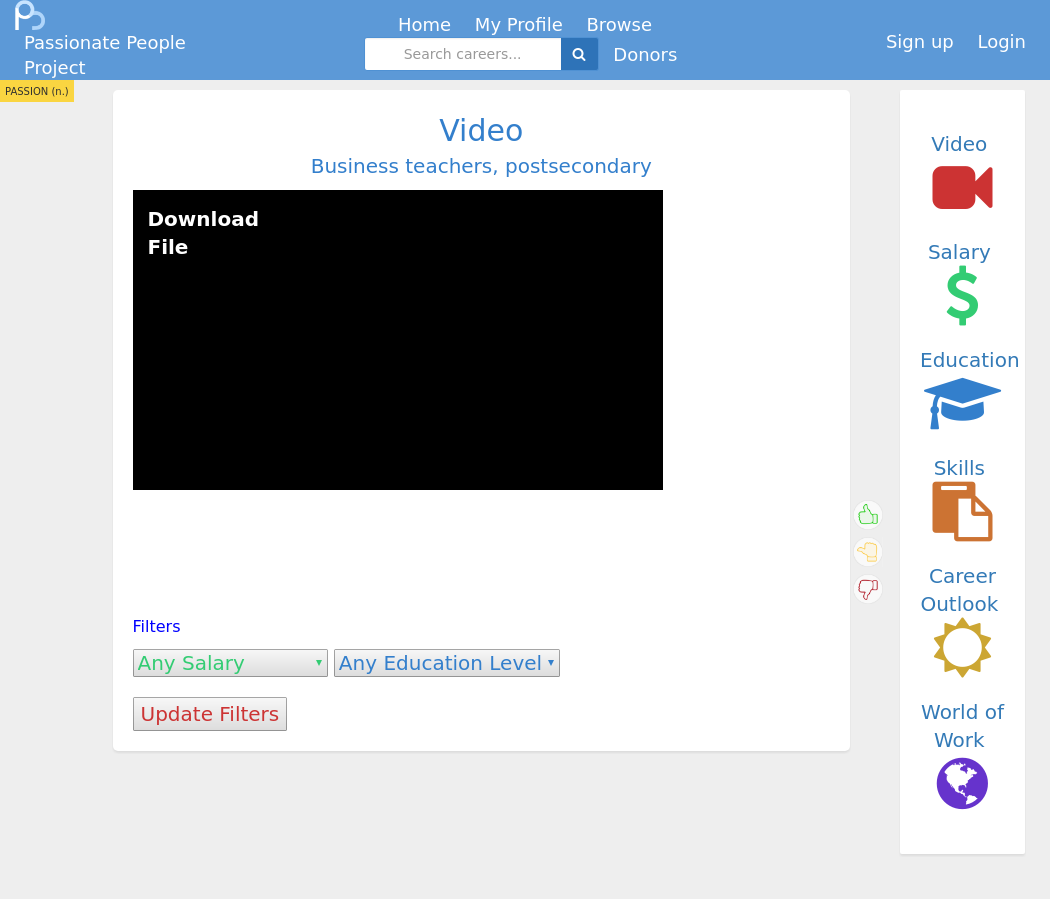 Passionate People
Project
Home My Profile Browse
Search careers... Donors
Sign up Login
PASSION (n.)
Video
Business teachers, postsecondary
Download
File
Filters
Any Salary
Any Education Level
Update Filters
Video
Salary
Education
Skills
Career
Outlook
World of
Work